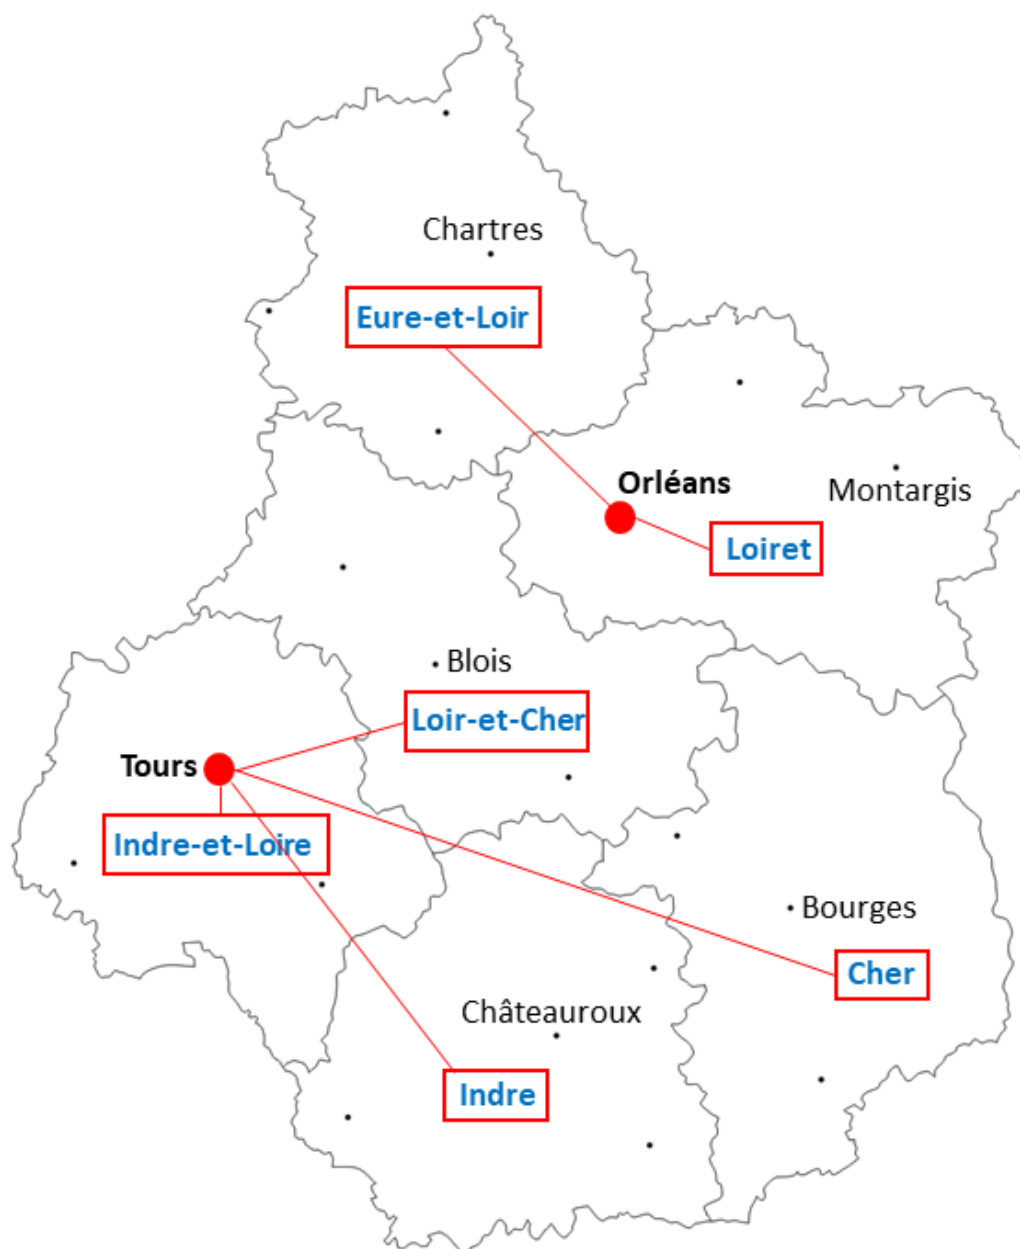 Chartres
Eure-et-Loir
Orléans
Montargis
Loiret
Blois
Loir-et-Cher
Tours
Indre-et-Loire
Bourges
Cher
Châteauroux
Indre